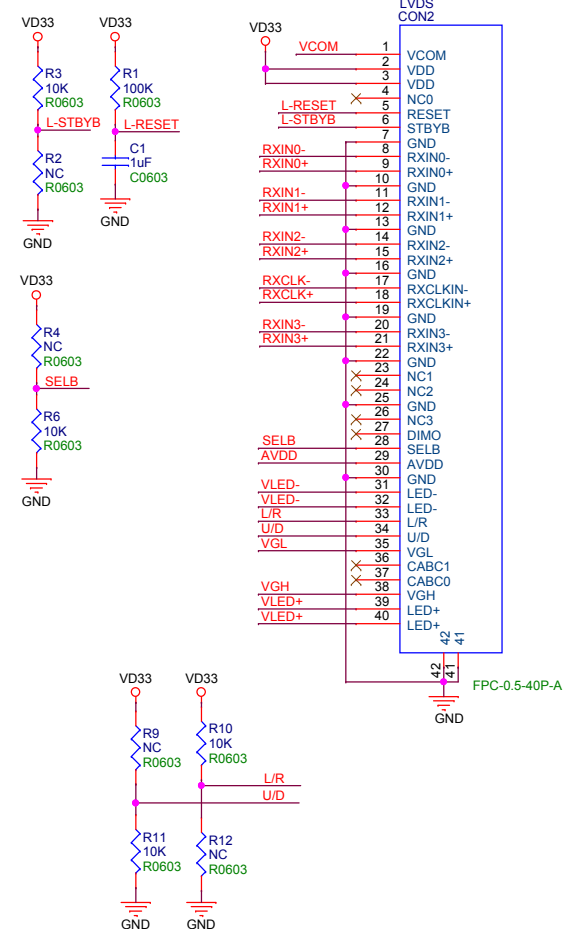 VD33
VD33
R3
10K
R0603
R1
100K
R0603
L-STBYB
L-RESET
R2
NC
R0603
C1
1uF
C0603
GND
GND
VD33
R4
NC
R0603
SELB
R6
10K
R0603
GND
LVDS
CON2
VD33
VCOM 1 VCOM
2 VDD
3 VDD
4 NC0
L-RESET 5 RESET
L-STBYB 6 STBYB
7 GND
RXIN0- 8 RXIN0-
RXIN0+ 9 RXIN0+
10 GND
RXIN1- 11 RXIN1-
RXIN1+ 12 RXIN1+
13 GND
RXIN2- 14 RXIN2-
RXIN2+ 15 RXIN2+
16 GND
RXCLK- 17 RXCLKIN-
RXCLK+ 18 RXCLKIN+
19 GND
RXIN3- 20 RXIN3-
RXIN3+ 21 RXIN3+
22 GND
23 NC1
24 NC2
25 GND
26 NC3
27 DIMO
SELB 28 SELB
AVDD 29 AVDD
30 GND
VLED- 31 LED-
VLED- 32 LED-
L/R 33 L/R
U/D 34 U/D
VGL 35 VGL
36 CABC1
37 CABC0
VGH 38 VGH
VLED+ 39 LED+
VLED+ 40 LED+
42 41
42 41
FPC-0.5-40P-A
GND
VD33
VD33
R9
NC
R0603
R10
10K
R0603
L/R
U/D
R11
10K
R0603
R12
NC
R0603
GND
GND